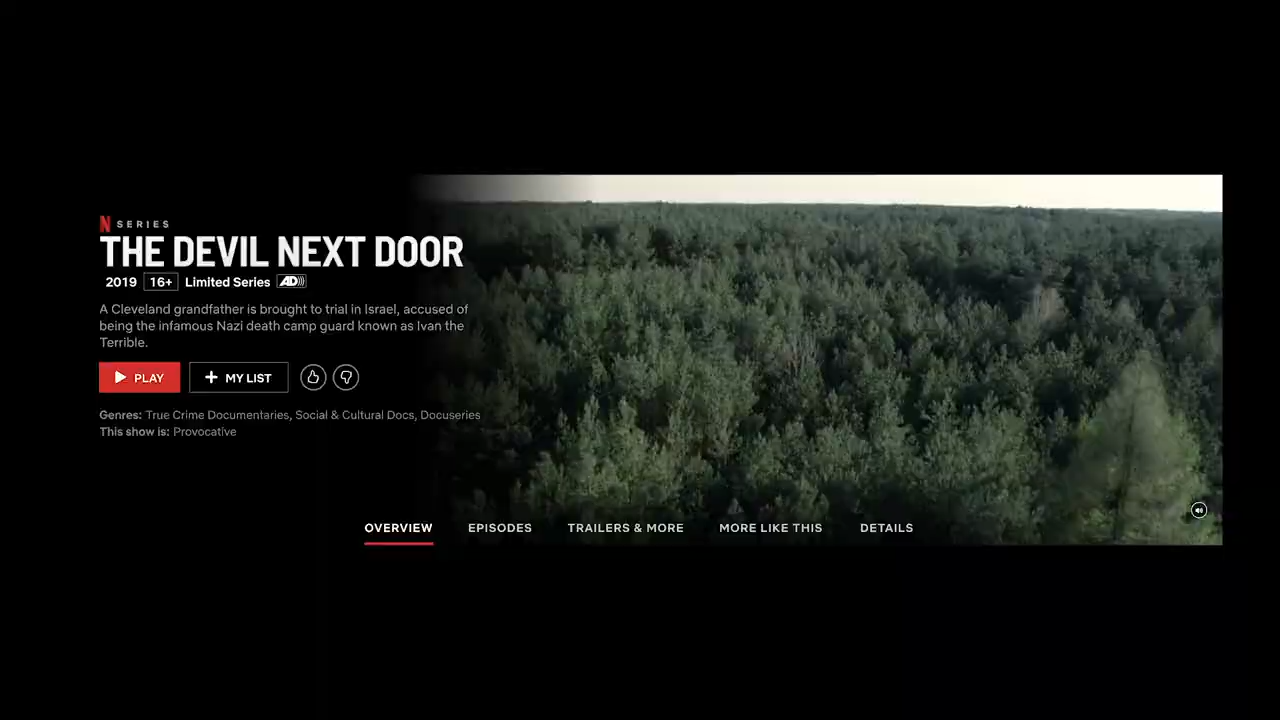 N SERIES
THE DEVIL NEXT DOOR
2019 16+ Limited Series AD
A Cleveland grandfather is brought to trial in Israel, accused of
being the infamous Nazi death camp guard known as Ivan the
Terrible.
PLAY MY LIST
Genres: True Crime Documentaries, Social & Cultural Docs, Docuseries
This show is: Provocative
OVERVIEW EPISODES TRAILERS & MORE MORE LIKE THIS DETAILS